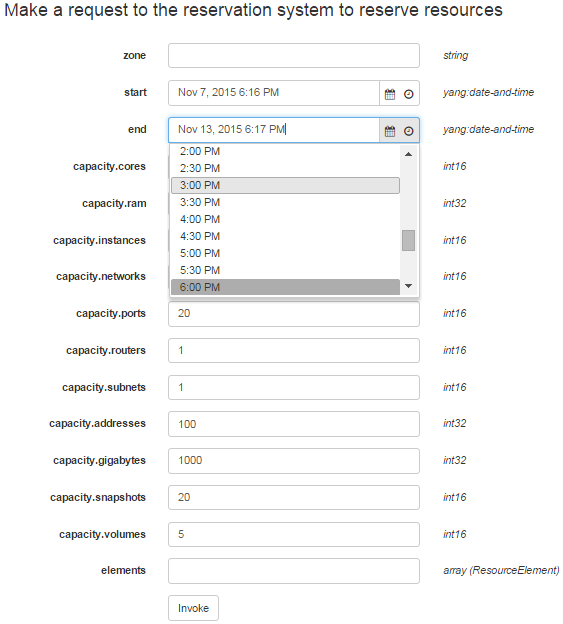 Make a request to the reservation system to reserve resources
zone string
start Nov 7, 2015 6:16 PM yang:date-and-time
end Nov 13, 2015 6:17 PM yang:date-and-time
2:00 PM
capacity.cores 2:30 PM int16
3:00 PM
capacity.ram 3:30 PM int32
4:00 PM
capacity.instances 4:30 PM int16
5:00 PM
capacity.networks 5:30 PM int16
6:00 PM
capacity.ports 20 int16
capacity.routers 1 int16
capacity.subnets 1 int16
capacity.addresses 100 int32
capacity.gigabytes 1000 int32
capacity.snapshots 20 int16
capacity.volumes 5 int16
elements array (ResourceElement)
Invoke